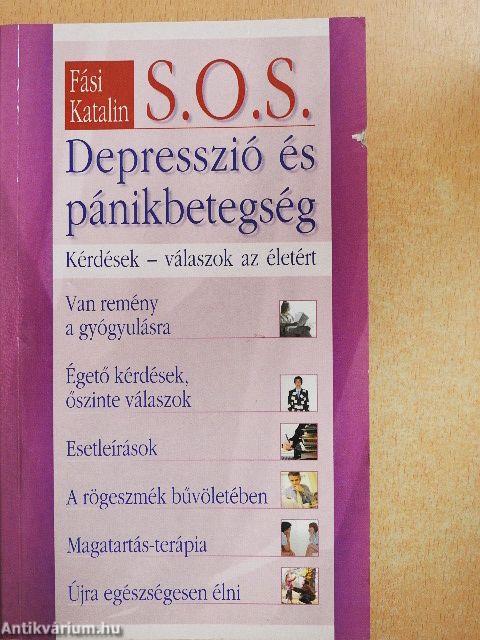 Fási
Katalin
S.O.S.
Depresszió és
pánikbetegség
Kérdések – válaszok az életért
Van remény
a gyógyulásra
Égető kérdések,
őszinte válaszok
Esetleírások
A rögeszmék bűvöletében
Magatartás-terápia
Újra egészségesen élni
Antikvárium.hu